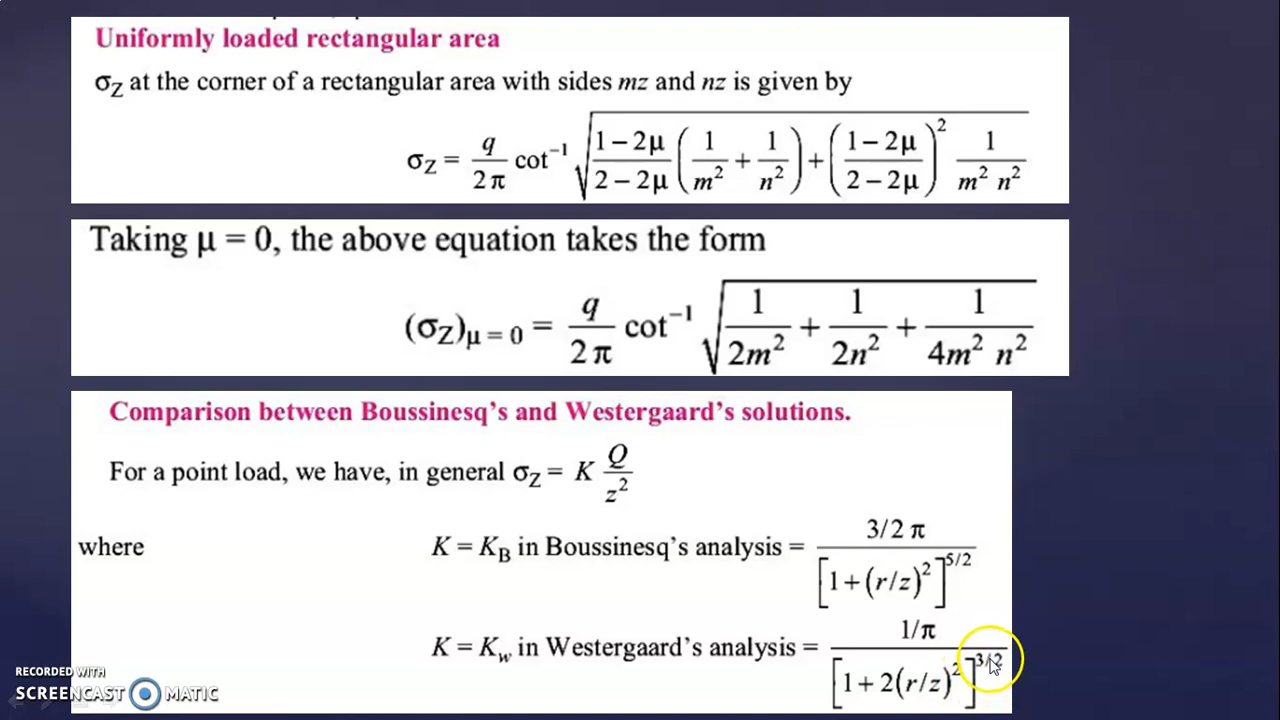 Uniformly loaded rectangular area
σZ at the corner of a rectangular area with sides mz and nz is given by
σZ = q/2π cot⁻¹ √(1 – 2μ/2 – 2μ (1/m² + 1/n²) + (1 – 2μ/2 – 2μ)² 1/m² n²)
Taking μ = 0, the above equation takes the form
(σZ)μ = 0 = q/2π cot⁻¹ √(1/2m² + 1/2n² + 1/4m² n²)
Comparison between Boussinesq's and Westergaard's solutions.
For a point load, we have, in general σZ = K Q/z²
where K = KB in Boussinesq's analysis = 3/2 π / [1 + (r/z)²]^5/2
K = Kw in Westergaard's analysis = 1/π / [1 + 2(r/z)²]^3/2
RECORDED WITH
SCREENCAST MATIC